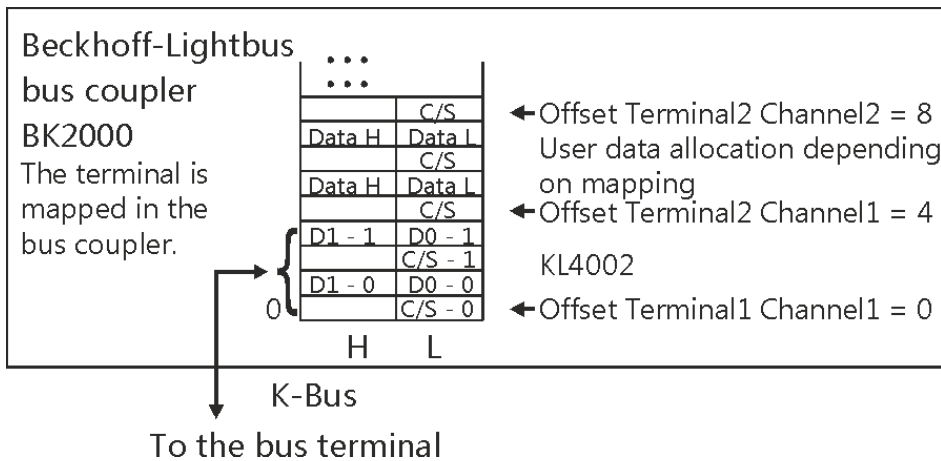 Beckhoff-Lightbus
bus coupler
BK2000
The terminal is
mapped in the
bus coupler.
•••
•••
C/S
Data H Data L
C/S
Data H Data L
C/S
D1 - 1 D0 - 1
C/S - 1
D1 - 0 D0 - 0
0 C/S - 0
H L
Offset Terminal2 Channel2 = 8
User data allocation depending
on mapping
Offset Terminal2 Channel1 = 4
KL4002
Offset Terminal1 Channel1 = 0
K-Bus
To the bus terminal